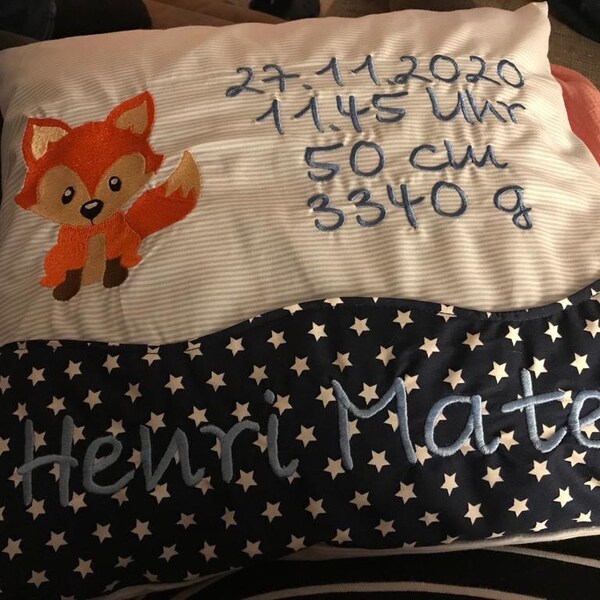 27.11.2020
11.45 Uhr
50 cm
3340 g
Henri Mate